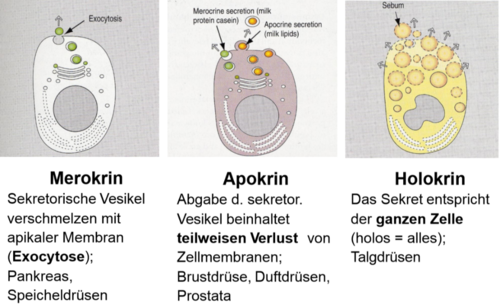 Exocytosis
Merocrine secretion (milk
protein casein)
Apocrine secretion
(milk lipids)
Sebum
Merokrin
Sekretorische Vesikel
verschmelzen mit
apikaler Membran
(Exocytose);
Pankreas,
Speicheldrüsen
Apokrin
Abgabe d. sekretor.
Vesikel beinhaltet
teilweisen Verlust von
Zellmembranen;
Brustdrüse, Duftdrüsen,
Prostata
Holokrin
Das Sekret entspricht
der ganzen Zelle
(holos = alles);
Talgdrüsen